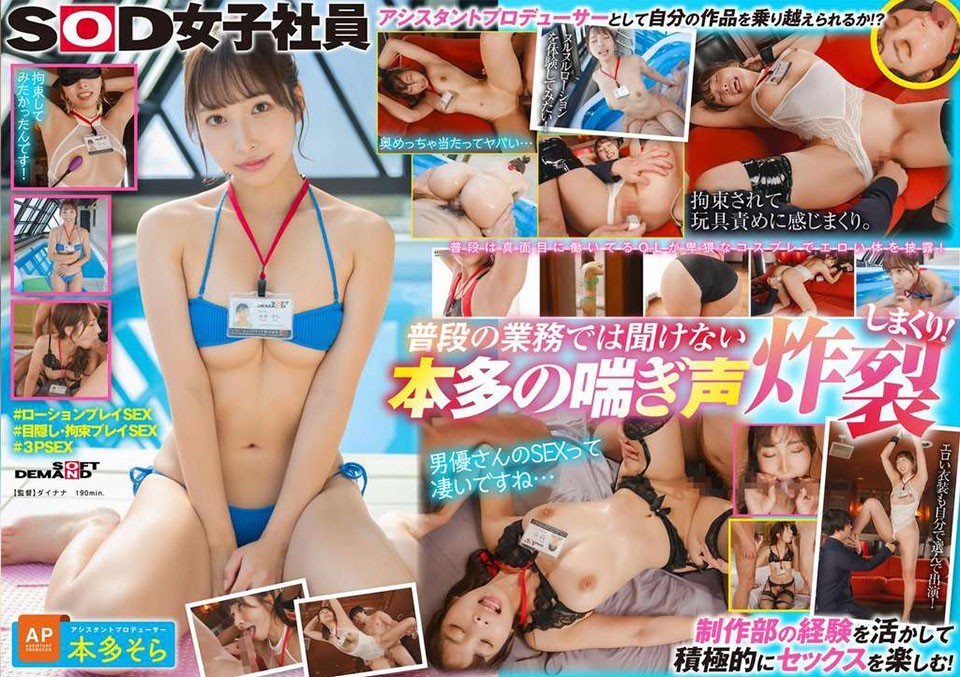 SOD女子社員
アシスタントプロデューサーとして自分の作品を乗り越えられるか!?
拘束して
みたかったんです!
ヌルヌルローション
を体験してみたい!
奥めっちゃ当たってヤバい…
拘束されて
玩具責めに感じまくり。
普段は真面目に働いてるOLが卑猥なコスプレでエロい体を披露!
普段の業務では聞けない
本多の喘ぎ声
炸裂
しまくり!
#ローションプレイSEX
#目隠し・拘束プレイSEX
#3PSEX
SOFT
DEMAND
【監督】ダイナナ 190min.
男優さんのSEXって
凄いですね…
エロい衣装も自分で選んで出演!
AP
ASSISTANT
PRODUCER
アシスタントプロデューサー
本多そら
制作部の経験を活かして
積極的にセックスを楽しむ!